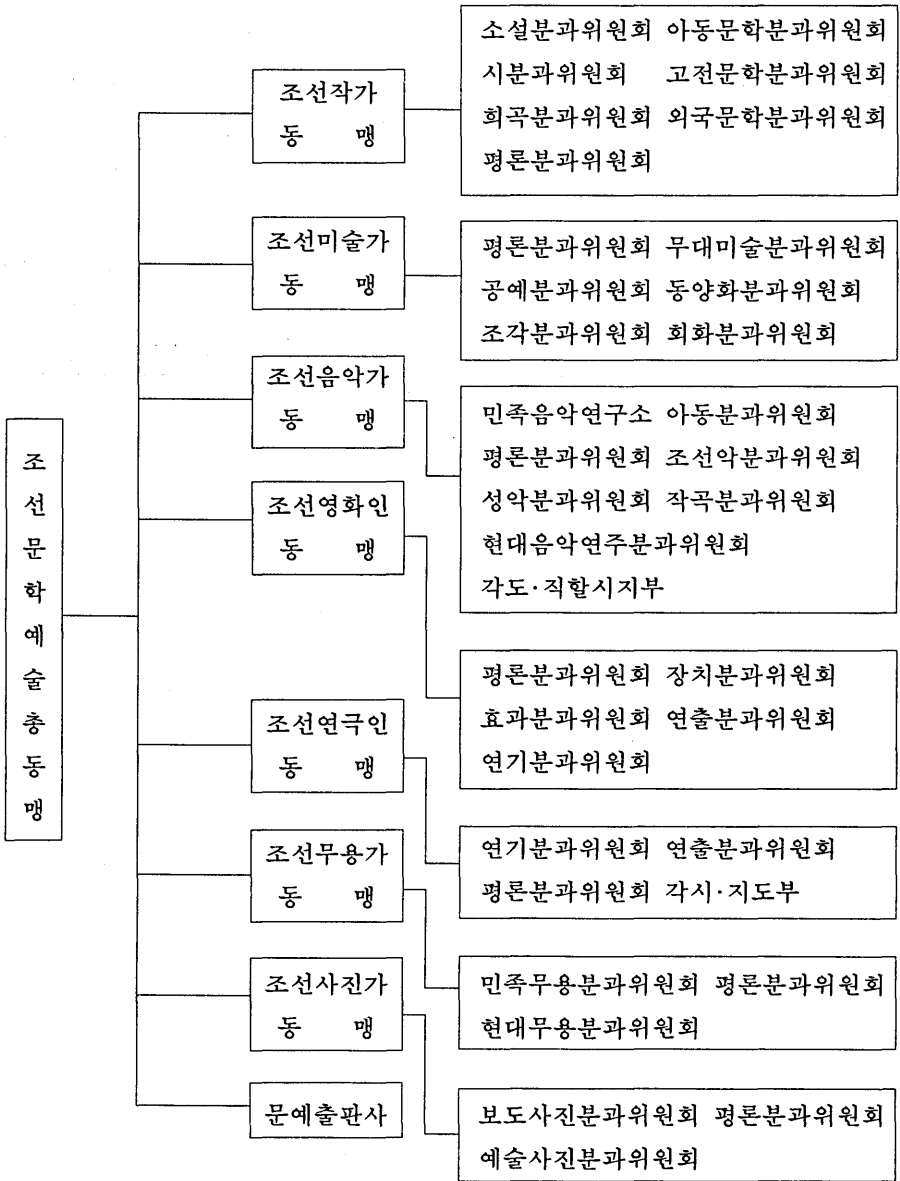 조선문학예술총동맹
조선작가
동 맹
소설분과위원회 아동문학분과위원회
시분과위원회 고전문학분과위원회
희곡분과위원회 외국문학분과위원회
평론분과위원회
조선미술가
동 맹
평론분과위원회 무대미술분과위원회
공예분과위원회 동양화분과위원회
조각분과위원회 회화분과위원회
조선음악가
동 맹
민족음악연구소 아동분과위원회
평론분과위원회 조선악분과위원회
성악분과위원회 작곡분과위원회
현대음악연주분과위원회
각도·직할시지부
조선영화인
동 맹
평론분과위원회 장치분과위원회
효과분과위원회 연출분과위원회
연기분과위원회
조선연극인
동 맹
연기분과위원회 연출분과위원회
평론분과위원회 각시·지도부
조선무용가
동 맹
민족무용분과위원회 평론분과위원회
현대무용분과위원회
조선사진가
동 맹
보도사진분과위원회 평론분과위원회
예술사진분과위원회
문예출판사